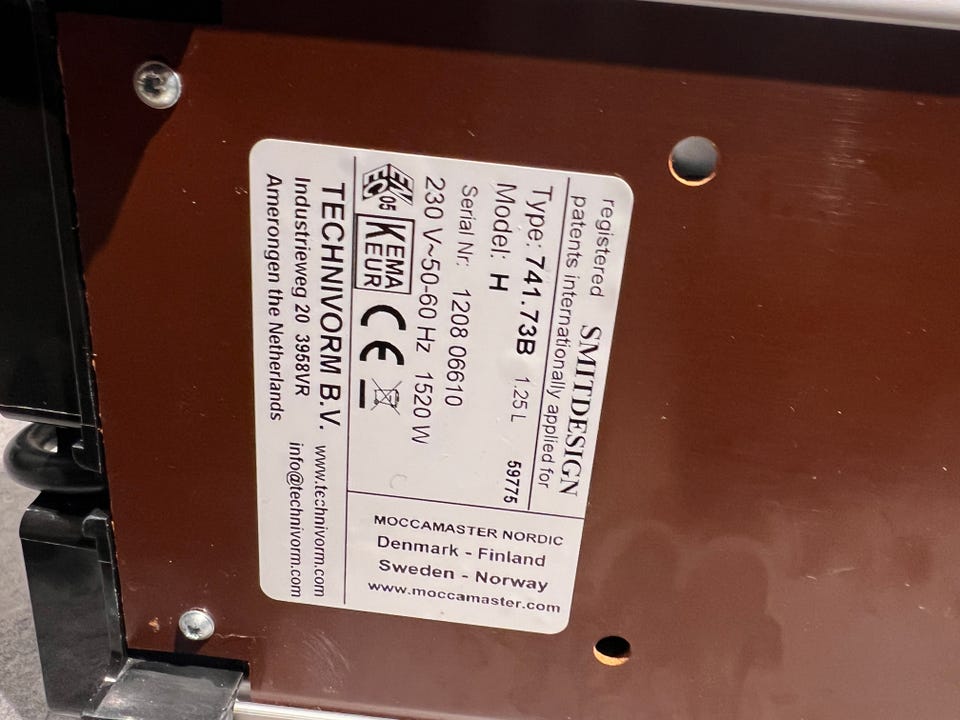 registered SMITDESIGN
patents internationally applied for
Type: 741.73B 1.25 L
Model: H 59775
Serial Nr: 1208 06610
230 V~50-60 Hz 1520 W
05 KEMA KEUR CE
TECHNIVORM B.V. www.technivorm.com
Industrieweg 20 3958VR info@technivorm.com
Amerongen the Netherlands
MOCCAMASTER NORDIC
Denmark - Finland
Sweden - Norway
www.moccamaster.com